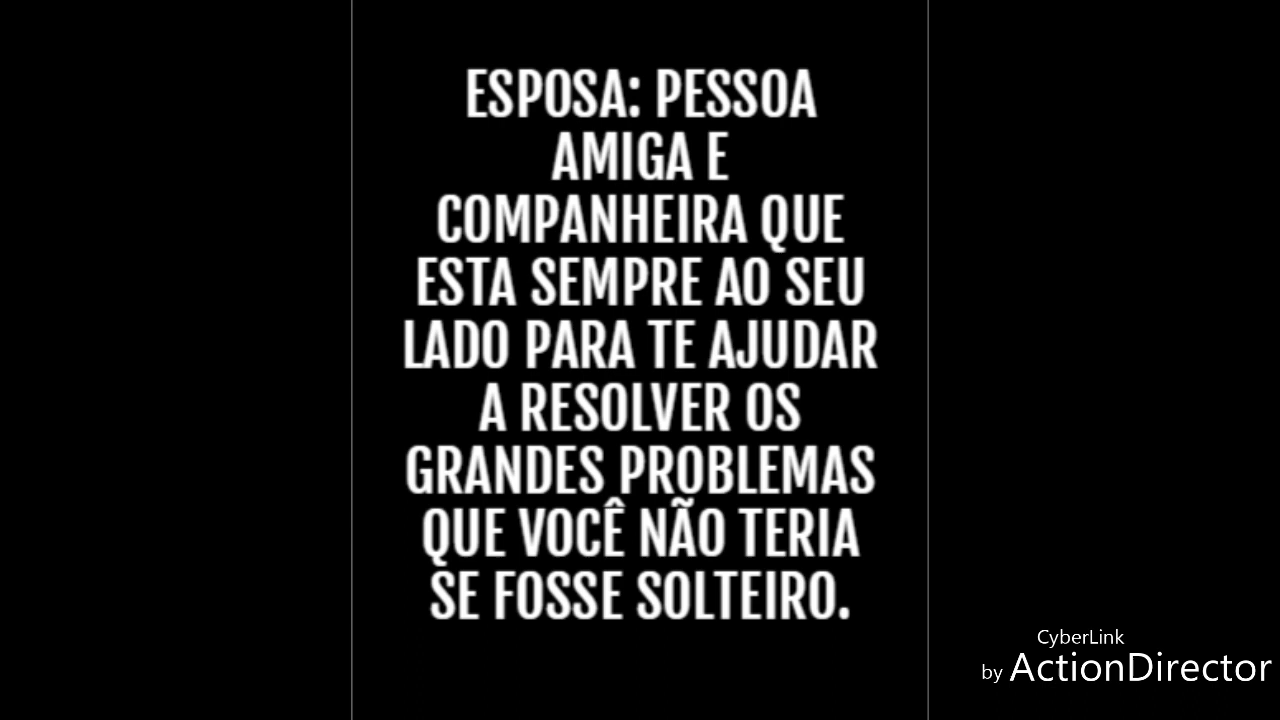 ESPOSA: PESSOA
AMIGA E
COMPANHEIRA QUE
ESTA SEMPRE AO SEU
LADO PARA TE AJUDAR
A RESOLVER OS
GRANDES PROBLEMAS
QUE VOCÊ NÃO TERIA
SE FOSSE SOLTEIRO.
CyberLink
by ActionDirector